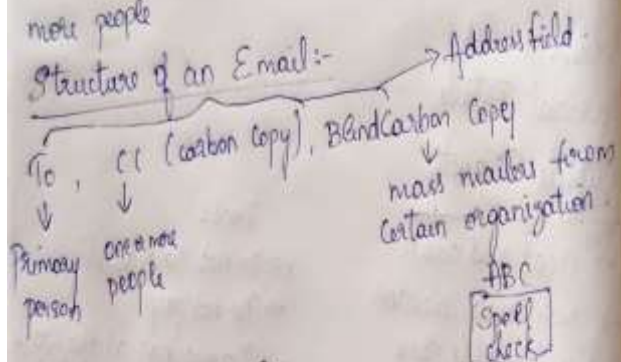 more people
Structure of an Email:-
Address field.
To, CC (carbon copy), Blind Carbon Copy
Primary person
one or more people
mass mailers from
certain organization.
ABC
Spell
check